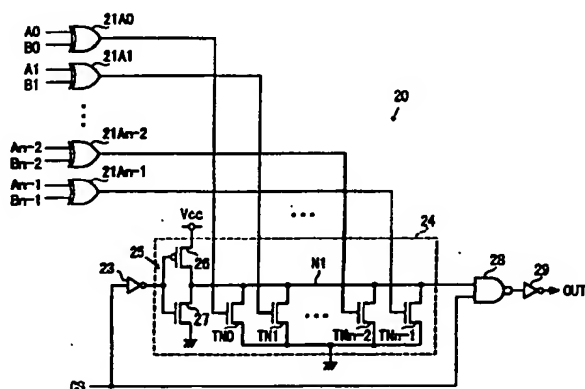 A0
B0
21A0
A1
B1
21A1
20
An-2
Bn-2
21An-2
An-1
Bn-1
21An-1
Vcc
24
25
26
N1
28
29
23
OUT
27
TN0
TN1
TNn-2
TNn-1
CS